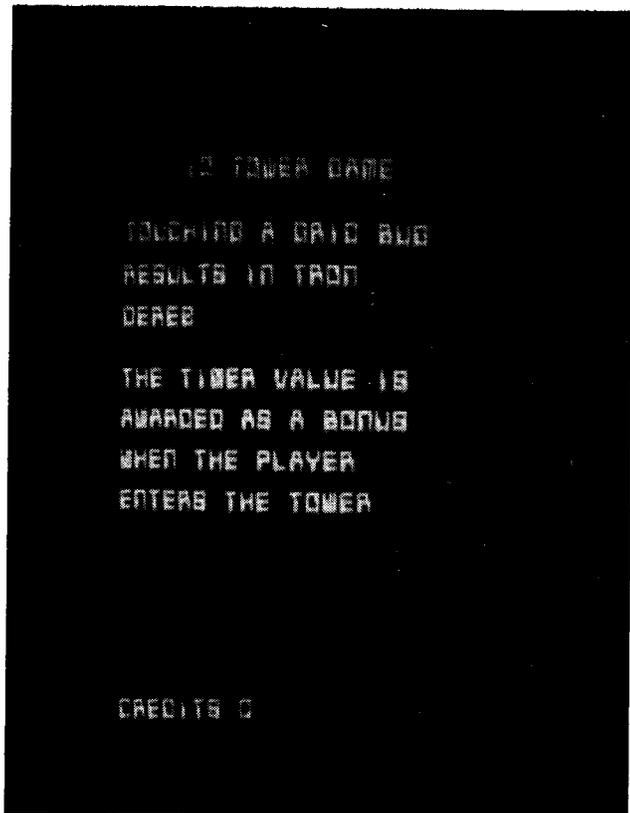 IO TOWER GAME
TOUCHING A GRID BUG
RESULTS IN TRON
DEREZ
THE TIMER VALUE IS
AWARDED AS A BONUS
WHEN THE PLAYER
ENTERS THE TOWER
CREDITS 0